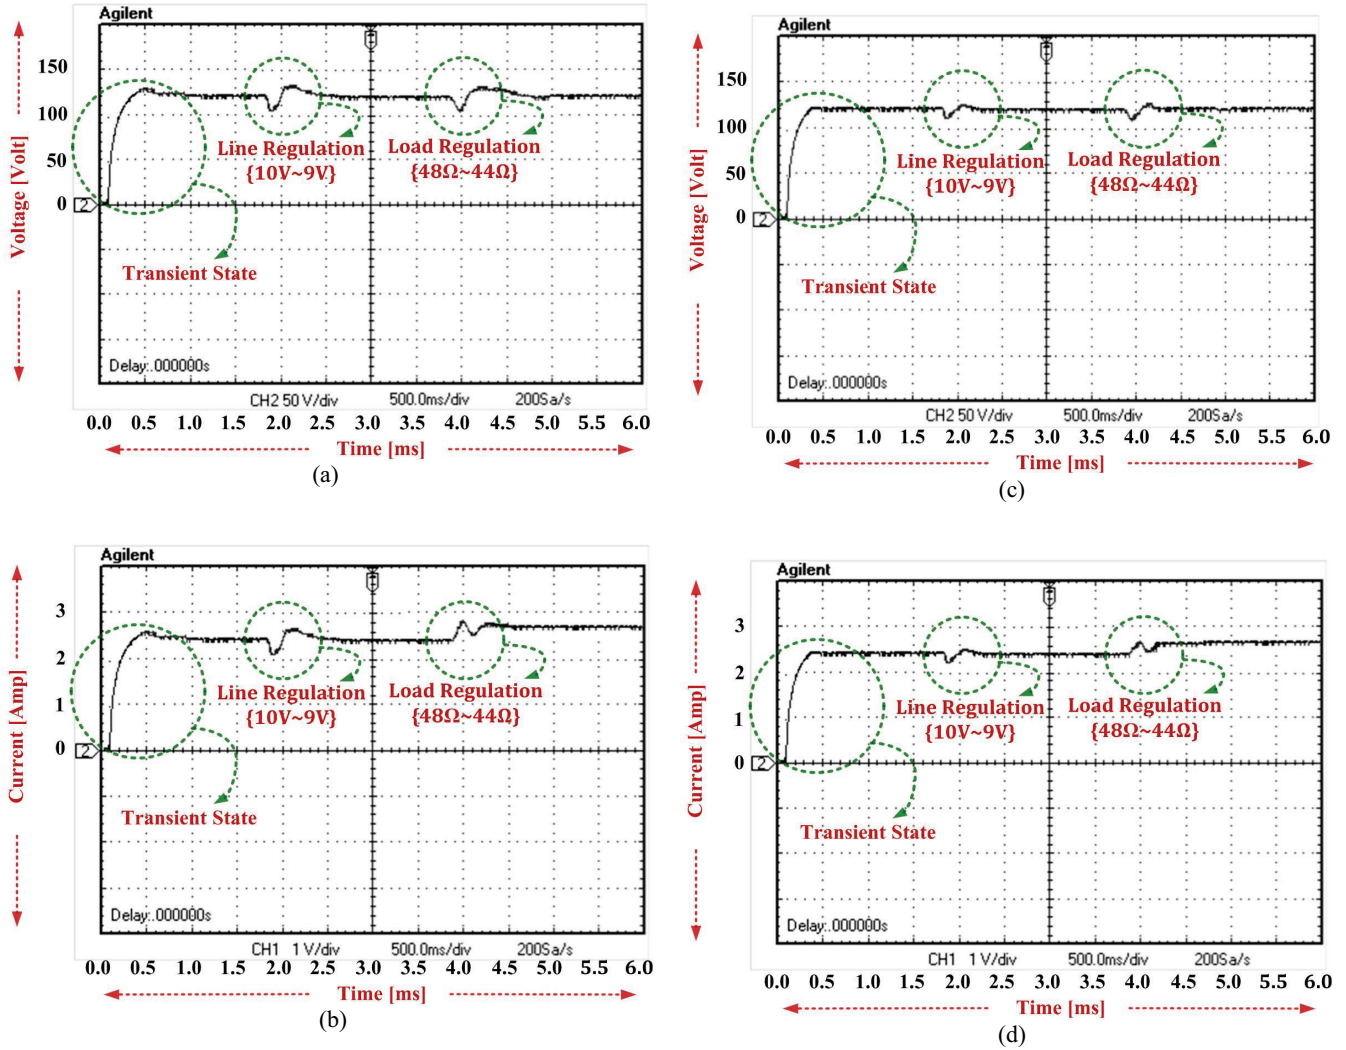 Agilent
150
100
50
0
2
Voltage [Volt]
Line Regulation
{10V~9V}
Load Regulation
{48Ω~44Ω}
Transient State
Delay:.000000s
CH2 50 V/div 500.0ms/div 200Sa/s
0.0 0.5 1.0 1.5 2.0 2.5 3.0 3.5 4.0 4.5 5.0 5.5 6.0
Time [ms]
(a)
Agilent
3
2
1
0
2
Current [Amp]
Line Regulation
{10V~9V}
Load Regulation
{48Ω~44Ω}
Transient State
Delay:.000000s
CH1 1 V/div 500.0ms/div 200Sa/s
0.0 0.5 1.0 1.5 2.0 2.5 3.0 3.5 4.0 4.5 5.0 5.5 6.0
Time [ms]
(b)
Agilent
150
100
50
0
2
Voltage [Volt]
Line Regulation
{10V~9V}
Load Regulation
{48Ω~44Ω}
Transient State
Delay:.000000s
CH2 50 V/div 500.0ms/div 200Sa/s
0.0 0.5 1.0 1.5 2.0 2.5 3.0 3.5 4.0 4.5 5.0 5.5 6.0
Time [ms]
(c)
Agilent
3
2
1
0
2
Current [Amp]
Line Regulation
{10V~9V}
Load Regulation
{48Ω~44Ω}
Transient State
Delay:.000000s
CH1 1 V/div 500.0ms/div 200Sa/s
0.0 0.5 1.0 1.5 2.0 2.5 3.0 3.5 4.0 4.5 5.0 5.5 6.0
Time [ms]
(d)